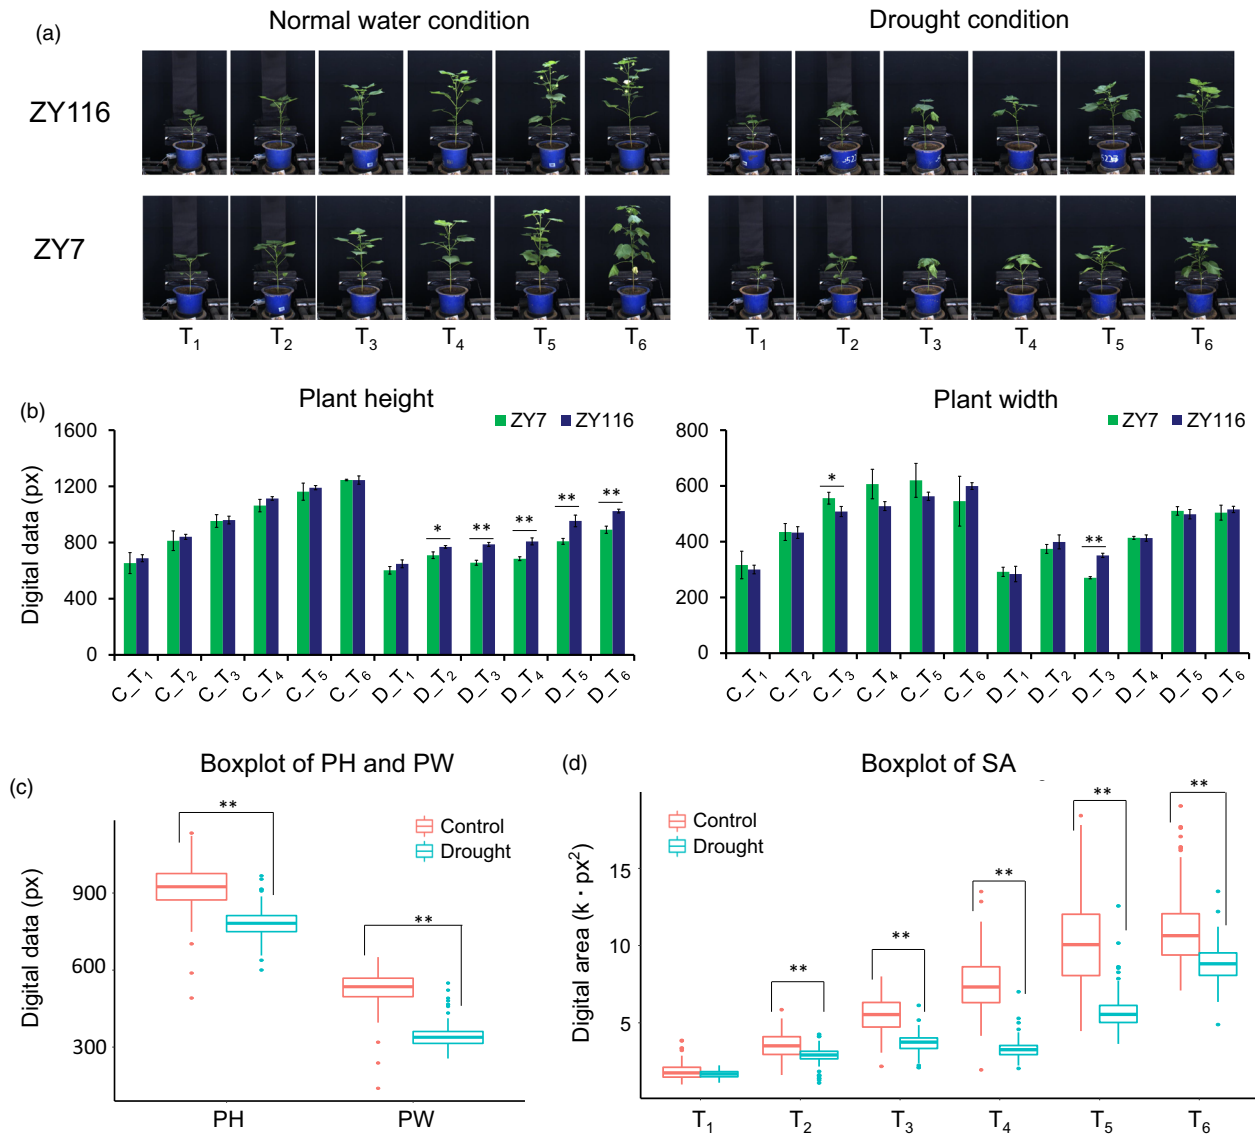 (a)
Normal water condition
Drought condition
ZY116
ZY7
T1 T2 T3 T4 T5 T6
T1 T2 T3 T4 T5 T6
(b)
Plant height
ZY7 ZY116
Digital data (px)
1600
1200
800
400
0
* ** ** ** **
C_T1 C_T2 C_T3 C_T4 C_T5 C_T6 D_T1 D_T2 D_T3 D_T4 D_T5 D_T6
Plant width
ZY7 ZY116
800
600
400
200
0
* **
C_T1 C_T2 C_T3 C_T4 C_T5 C_T6 D_T1 D_T2 D_T3 D_T4 D_T5 D_T6
(c)
Boxplot of PH and PW
Control
Drought
Digital data (px)
900
600
300
** **
PH PW
(d)
Boxplot of SA
Control
Drought
Digital area (k · px²)
15
10
5
** ** ** ** **
T1 T2 T3 T4 T5 T6